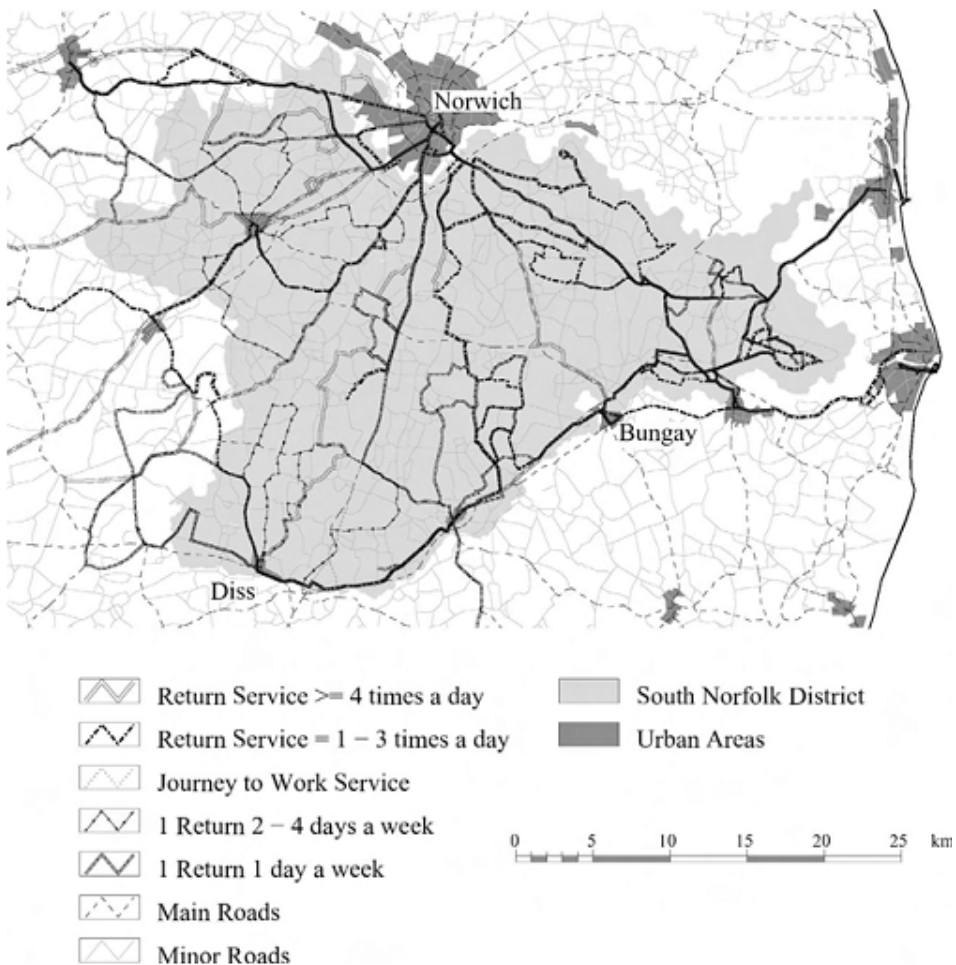 Norwich
Bungay
Diss
Return Service >= 4 times a day
Return Service = 1 – 3 times a day
Journey to Work Service
1 Return 2 – 4 days a week
1 Return 1 day a week
Main Roads
Minor Roads
South Norfolk District
Urban Areas
0 5 10 15 20 25 km